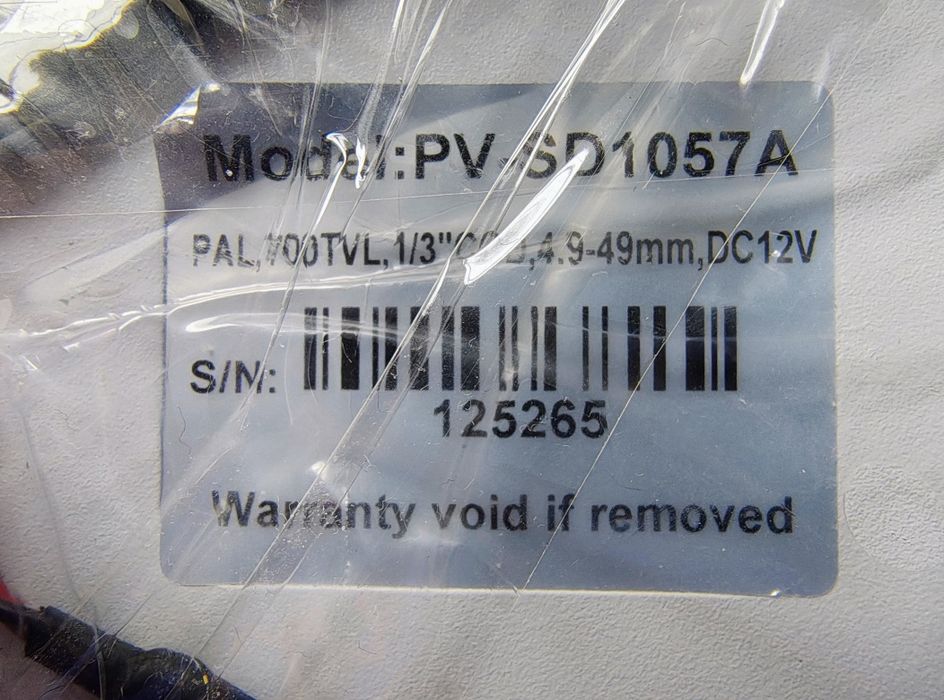 Model:PV-SD1057A
PAL,700TVL,1/3"CCD,4.9-49mm,DC12V
S/N:
125265
Warranty void if removed